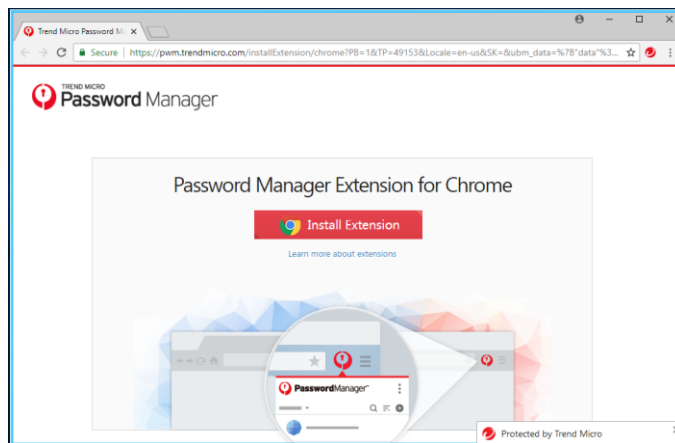 Trend Micro Password M
Secure | https://pwm.trendmicro.com/installExtension/chrome?PB=1&TP=49153&Locale=en-us&SK=&ubm_data=%7B"data"%3...
TREND MICRO
Password Manager
Password Manager Extension for Chrome
Install Extension
Learn more about extensions
PasswordManager
Protected by Trend Micro